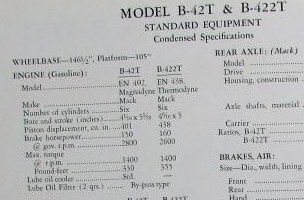 MODEL B-42T & B-422T
STANDARD EQUIPMENT
Condensed Specifications
WHEELBASE—146½", Platform—105"
ENGINE (Gasoline): B-42T B-422T
Model EN 402, EN 438,
Magnadyne Thermodyne
Make Mack Mack
Number of cylinders Six Six
Bore and stroke (inches)
Piston displacement, cu. in. 401 438
Brake horsepower 150 160
@ gov. r.p.m. 2800 2600
Max. torque
@ r.p.m. 1400 1400
Pound-feet 330 355
Lube oil cooler Std. —
Lube Oil Filter (2 qts.) By-pass type
REAR AXLE: (Mack)
Model
Drive
Housing, construction
Axle shafts, material
Carrier
Ratios, B-42T
B-422T
BRAKES, AIR:
Size—Dia., width, lining
Front
Rear
Hand